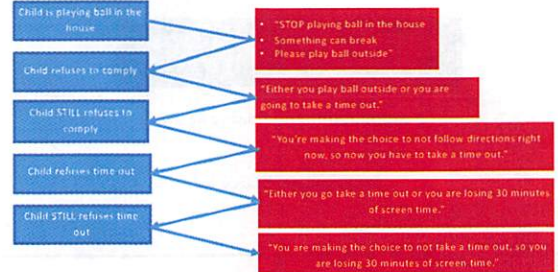 Child is playing ball in the
house
• "STOP playing ball in the house
• Something can break
• Please play ball outside"
Child refuses to comply
"Either you play ball outside or you are
going to take a time out."
Child STILL refuses to
comply
"You're making the choice to not follow directions right
now, so now you have to take a time out."
Child refuses time out
"Either you go take a time out or you are losing 30 minutes
of screen time."
Child STILL refuses time
out
"You are making the choice to not take a time out, so you
are losing 30 minutes of screen time."